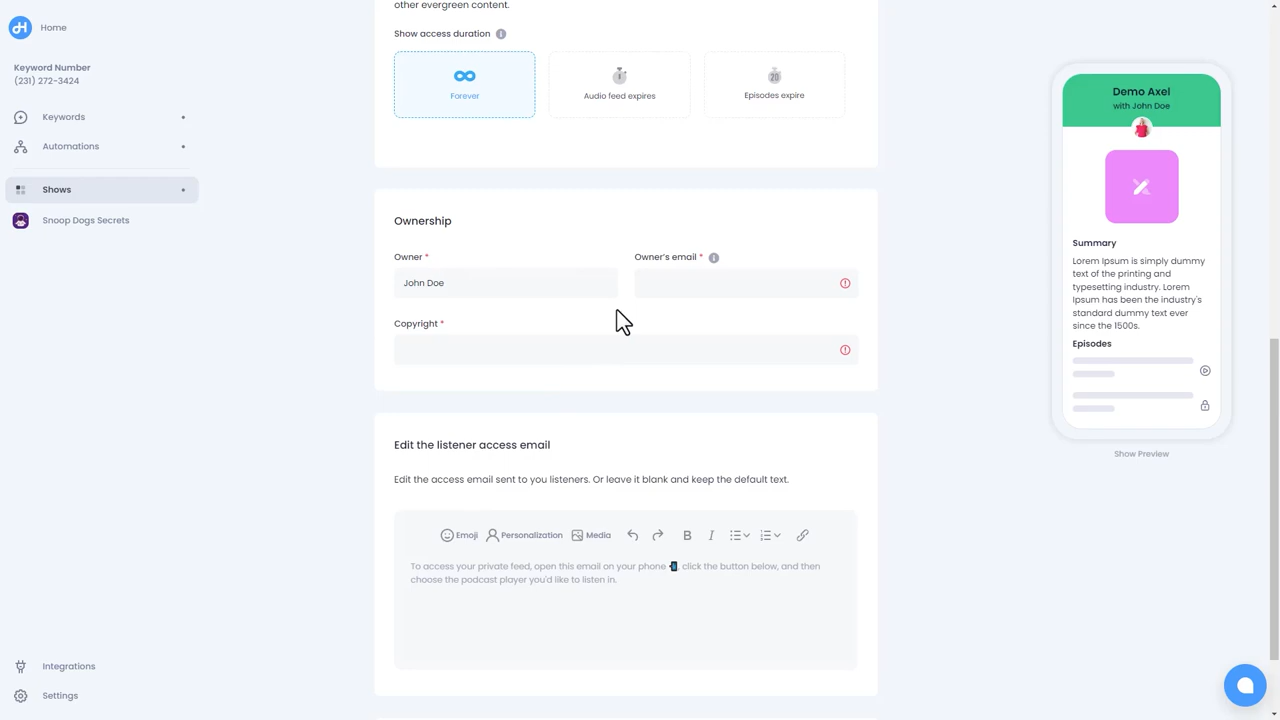 other evergreen content.
Home
Keyword Number
(231) 272-3424
Keywords
Automations
Shows
Snoop Dogs Secrets
Integrations
Settings
Show access duration
Forever
Audio feed expires
20
Episodes expire
Ownership
Owner *
Owner's email *
John Doe
Copyright *
Edit the listener access email
Edit the access email sent to you listeners. Or leave it blank and keep the default text.
Emoji Personalization Media B I
To access your private feed, open this email on your phone 📱, click the button below, and then
choose the podcast player you'd like to listen in.
Demo Axel
with John Doe
Summary
Lorem Ipsum is simply dummy
text of the printing and
typesetting industry. Lorem
Ipsum has been the industry's
standard dummy text ever
since the 1500s.
Episodes
Show Preview